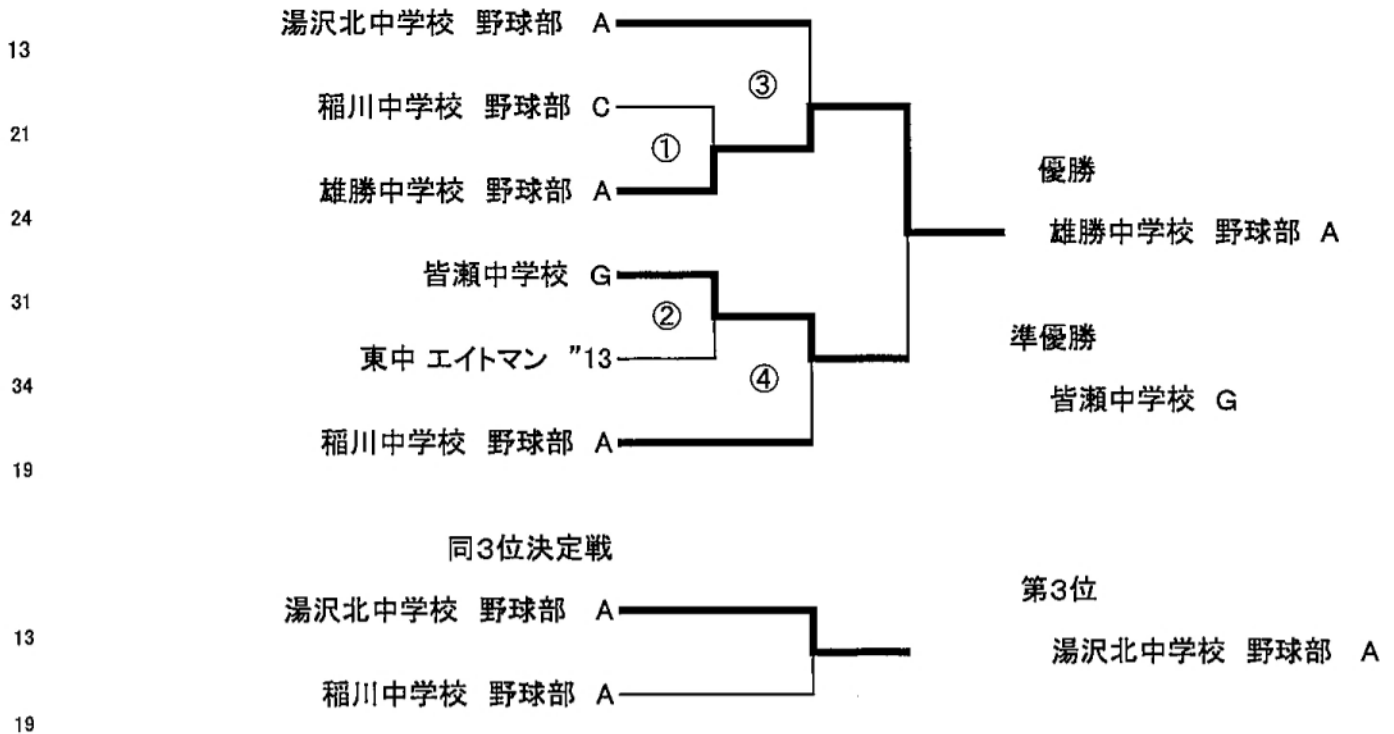 湯沢北中学校 野球部 A
13
稲川中学校 野球部 C
③
21
①
雄勝中学校 野球部 A
優勝
24
雄勝中学校 野球部 A
皆瀬中学校 G
31
②
準優勝
東中 エイトマン ”13
34
④
皆瀬中学校 G
稲川中学校 野球部 A
19
同3位決定戦
第3位
湯沢北中学校 野球部 A
13
湯沢北中学校 野球部 A
稲川中学校 野球部 A
19